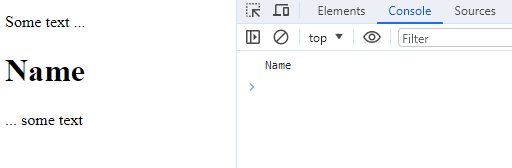 Some text ...
Name
... some text
Elements Console Sources
top Filter
Name